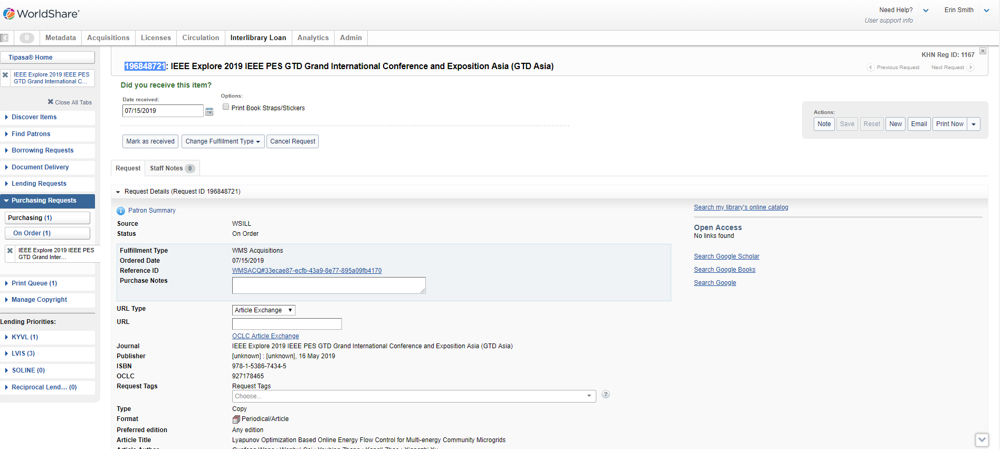 WorldShare®
Need Help?
Erin Smith
User support info
0
Metadata
Acquisitions
Licenses
Circulation
Interlibrary Loan
Analytics
Admin
Tipasa® Home
IEEE Explore 2019 IEEE PES
GTD Grand International C...
Close All Tabs
Discover Items
Find Patrons
Borrowing Requests
Document Delivery
Lending Requests
Purchasing Requests
Purchasing (1)
On Order (1)
IEEE Explore 2019 IEEE PES
GTD Grand Inter...
Print Queue (1)
Manage Copyright
Lending Priorities:
KYVL (1)
LVIS (3)
SOLINE (0)
Reciprocal Lend... (0)
KHN Reg ID: 1167
196848721: IEEE Explore 2019 IEEE PES GTD Grand International Conference and Exposition Asia (GTD Asia)
Previous Request
Next Request
Did you receive this item?
Date received:
07/15/2019
Options:
Print Book Straps/Stickers
Mark as received
Change Fulfillment Type
Cancel Request
Actions:
Note
Save
Reset
New
Email
Print Now
Request
Staff Notes 0
Request Details (Request ID 196848721)
Patron Summary
Source WSILL
Status On Order
Fulfillment Type WMS Acquisitions
Ordered Date 07/15/2019
Reference ID WMSACQ#33ecae87-ecfb-43a9-8e77-895a09fb4170
Purchase Notes
URL Type Article Exchange
URL
OCLC Article Exchange
Journal IEEE Explore 2019 IEEE PES GTD Grand International Conference and Exposition Asia (GTD Asia)
Publisher [unknown] : [unknown], 16 May 2019
ISBN 978-1-5386-7434-5
OCLC 927178465
Request Tags Request Tags
Choose...
?
Type Copy
Format Periodical/Article
Preferred edition Any edition
Article Title Lyapunov Optimization Based Online Energy Flow Control for Multi-energy Community Microgrids
Search my library's online catalog
Open Access
No links found
Search Google Scholar
Search Google Books
Search Google